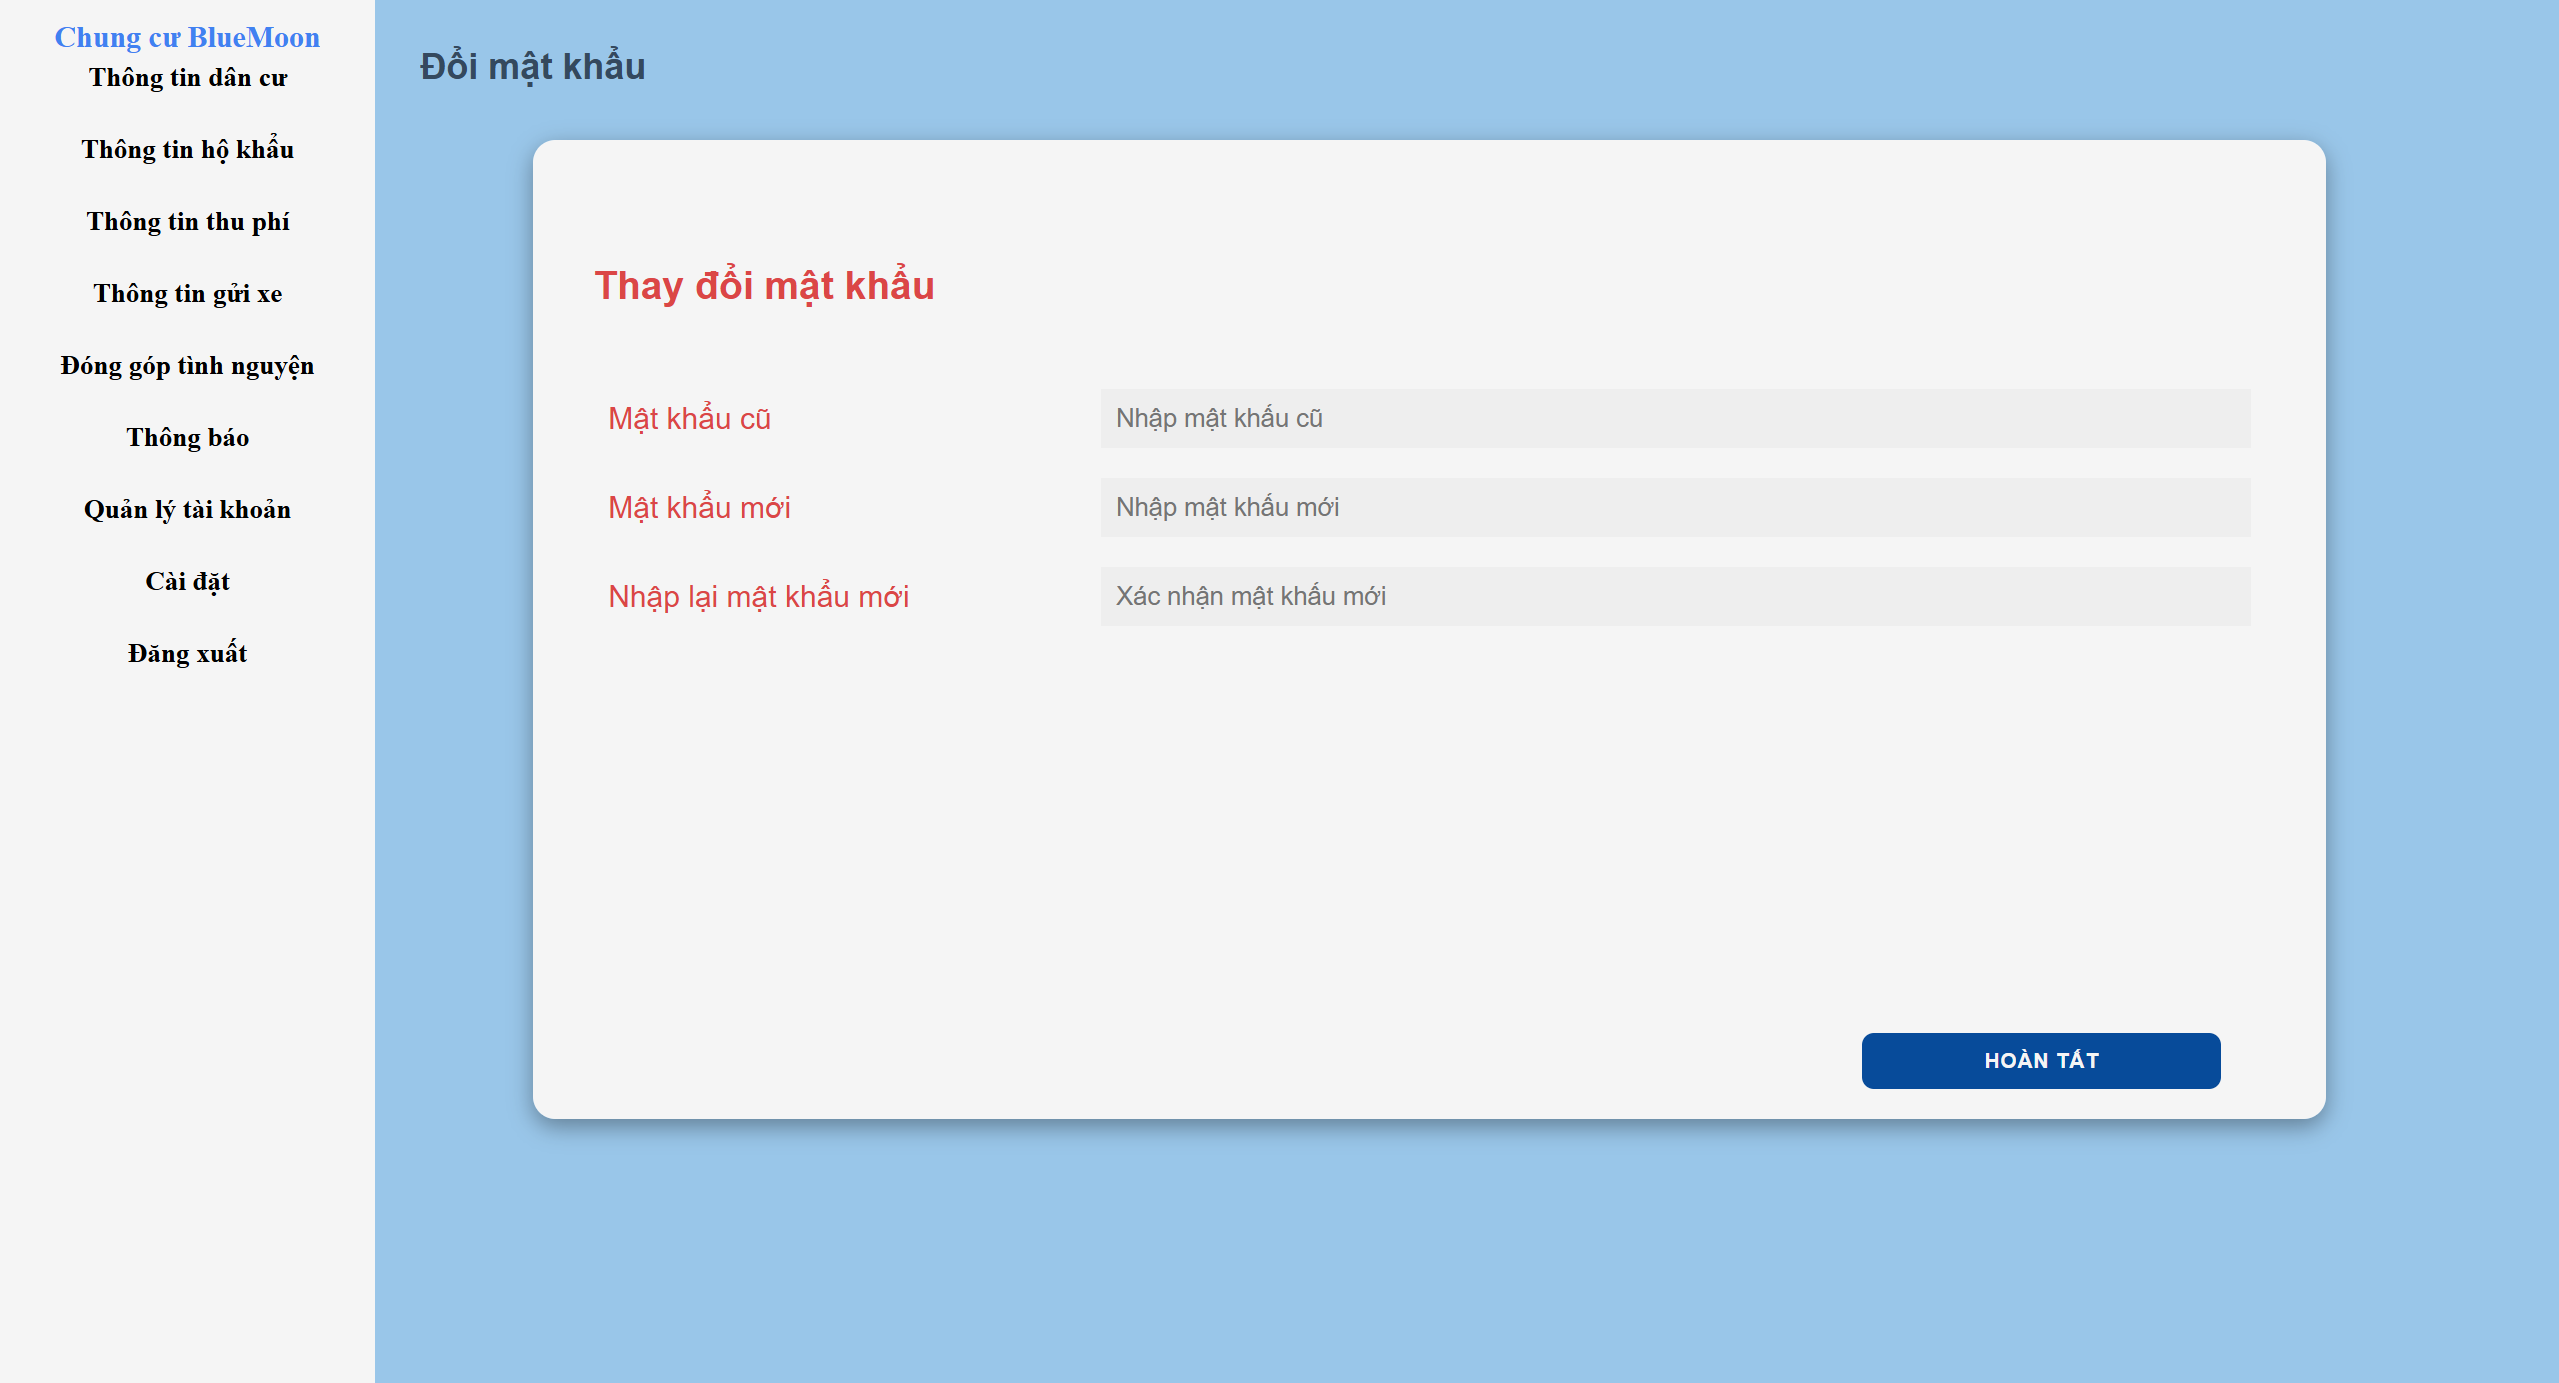 Chung cư BlueMoon
Thông tin dân cư
Thông tin hộ khẩu
Thông tin thu phí
Thông tin gửi xe
Đóng góp tình nguyện
Thông báo
Quản lý tài khoản
Cài đặt
Đăng xuất
Đổi mật khẩu
Thay đổi mật khẩu
Mật khẩu cũ
Nhập mật khẩu cũ
Mật khẩu mới
Nhập mật khẩu mới
Nhập lại mật khẩu mới
Xác nhận mật khẩu mới
HOÀN TẤT